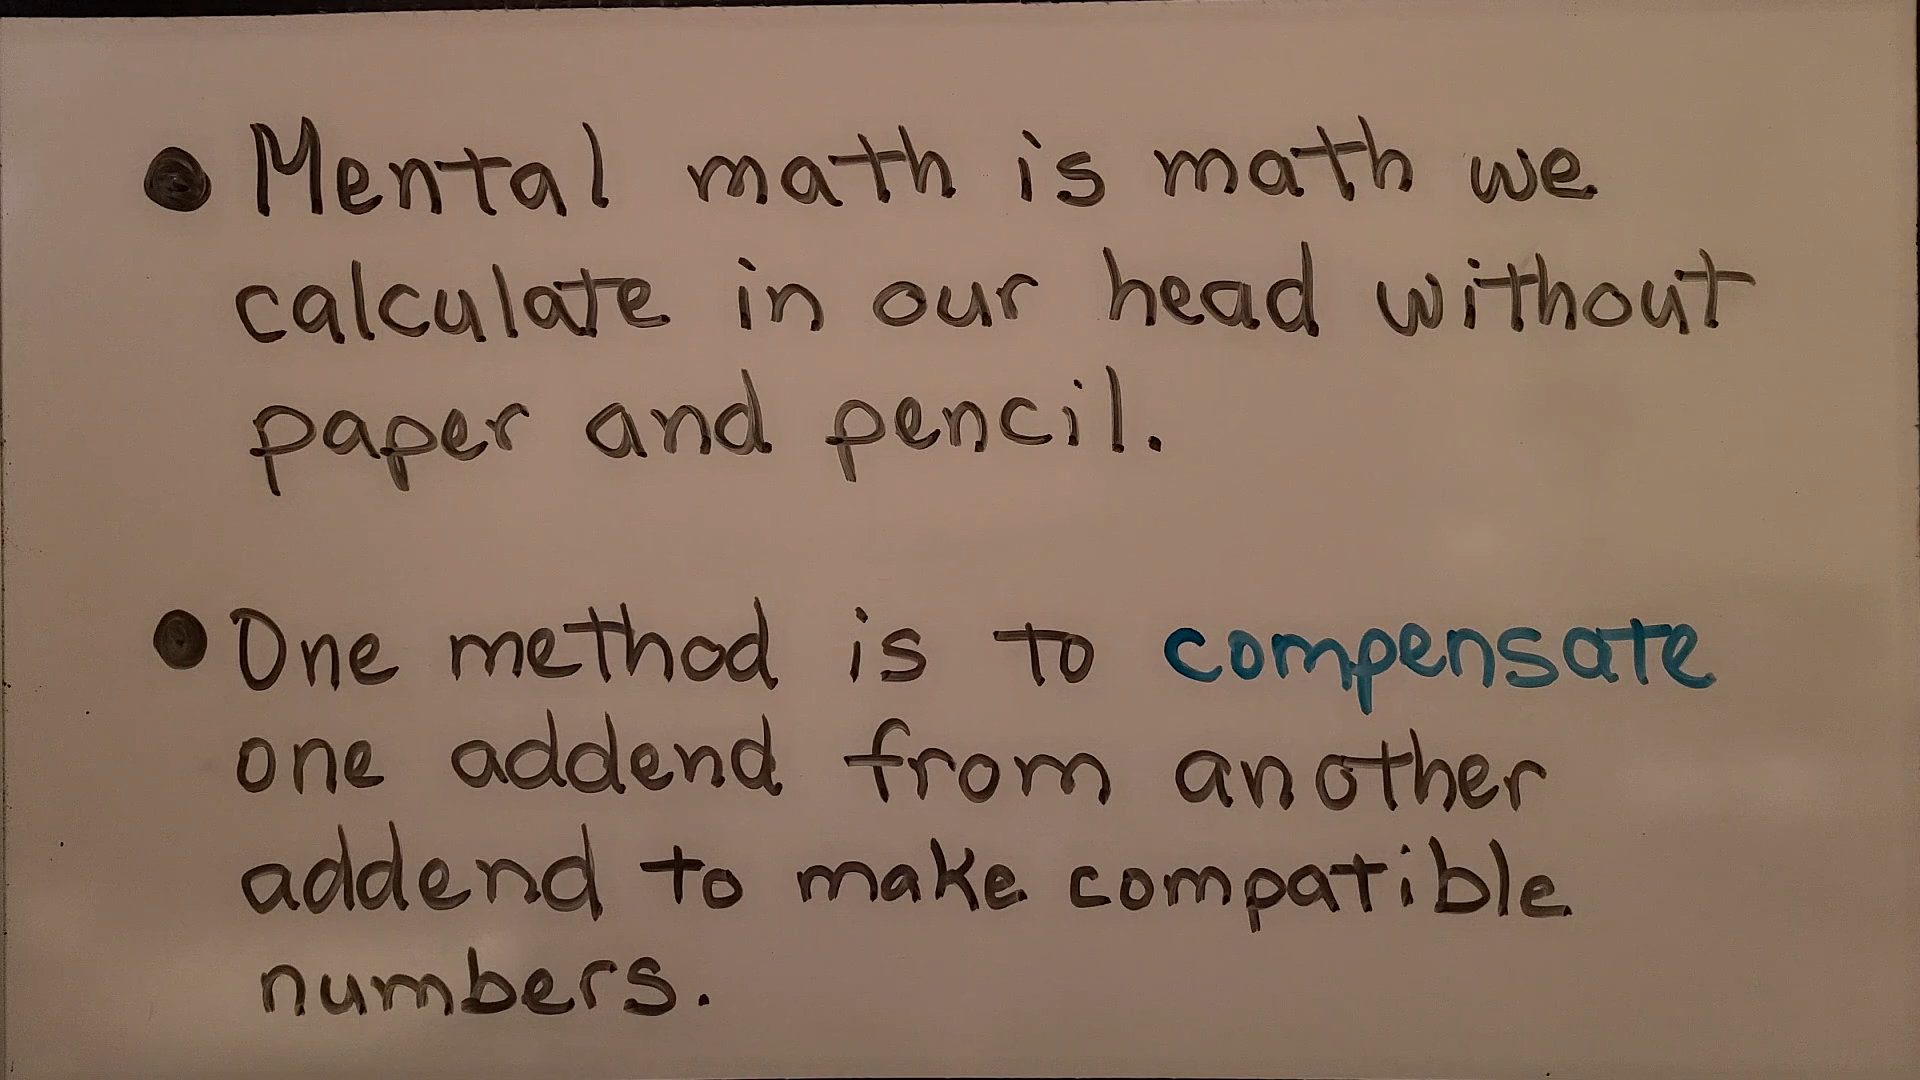 ● Mental math is math we
calculate in our head without
paper and pencil.
● One method is to compensate
one addend from another
addend to make compatible
numbers.